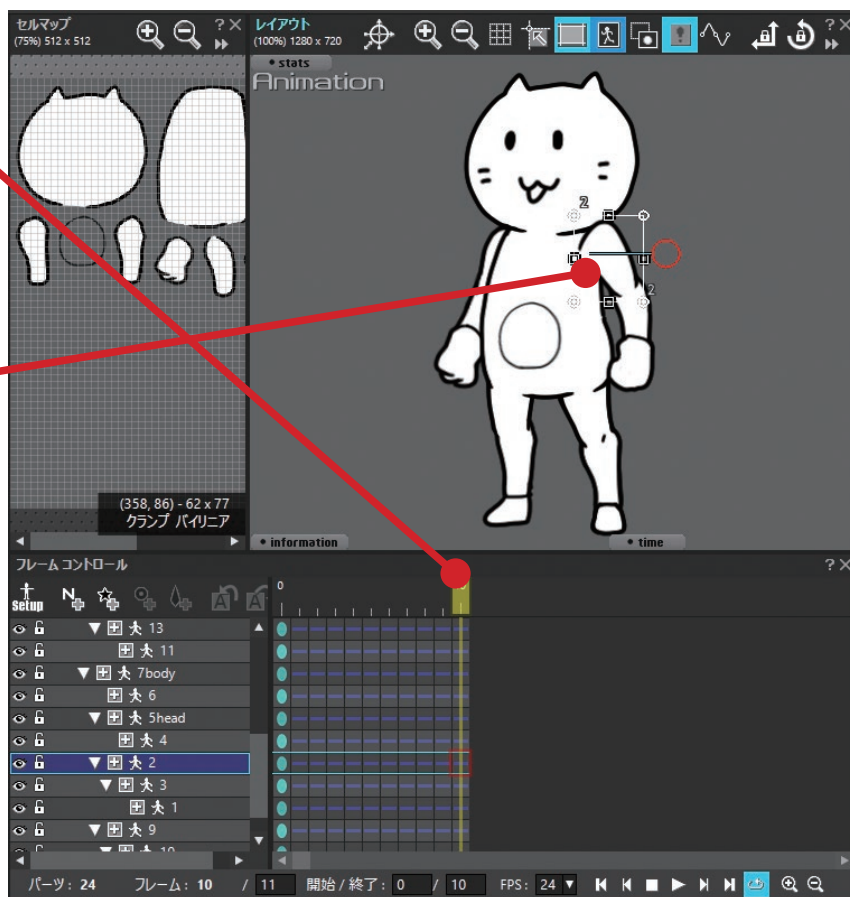 セルマップ
(75%) 512 x 512
? ×
レイアウト
(100%) 1280 x 720
? ×
• stats
Animation
2
2
(358, 86) - 62 x 77
クランプ バイリニア
• information
• time
フレーム コントロール
? ×
setup
0
13
11
7body
6
5head
4
2
3
1
9
パーツ: 24 フレーム: 10 / 11 開始 / 終了: 0 / 10 FPS: 24